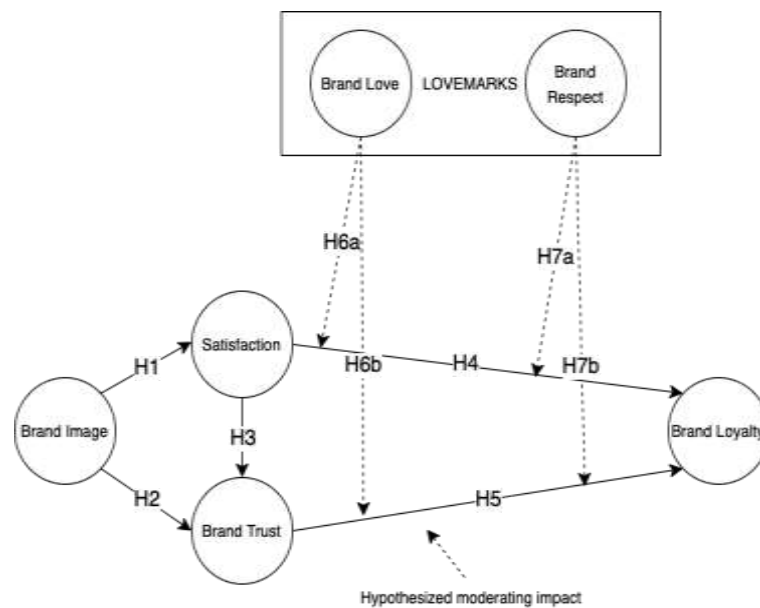 Brand Love
LOVEMARKS
Brand
Respect
H6a
H7a
Satisfaction
H1
H6b
H4
H7b
Brand Image
H3
Brand Loyalty
H2
Brand Trust
H5
Hypothesized moderating impact